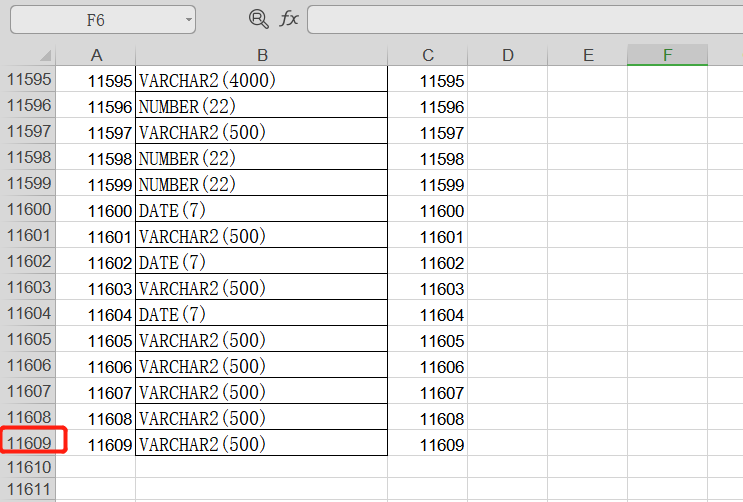 F6 fx
A B C D E F
11595 11595 VARCHAR2(4000) 11595
11596 11596 NUMBER(22) 11596
11597 11597 VARCHAR2(500) 11597
11598 11598 NUMBER(22) 11598
11599 11599 NUMBER(22) 11599
11600 11600 DATE(7) 11600
11601 11601 VARCHAR2(500) 11601
11602 11602 DATE(7) 11602
11603 11603 VARCHAR2(500) 11603
11604 11604 DATE(7) 11604
11605 11605 VARCHAR2(500) 11605
11606 11606 VARCHAR2(500) 11606
11607 11607 VARCHAR2(500) 11607
11608 11608 VARCHAR2(500) 11608
11609 11609 VARCHAR2(500) 11609
11610
11611